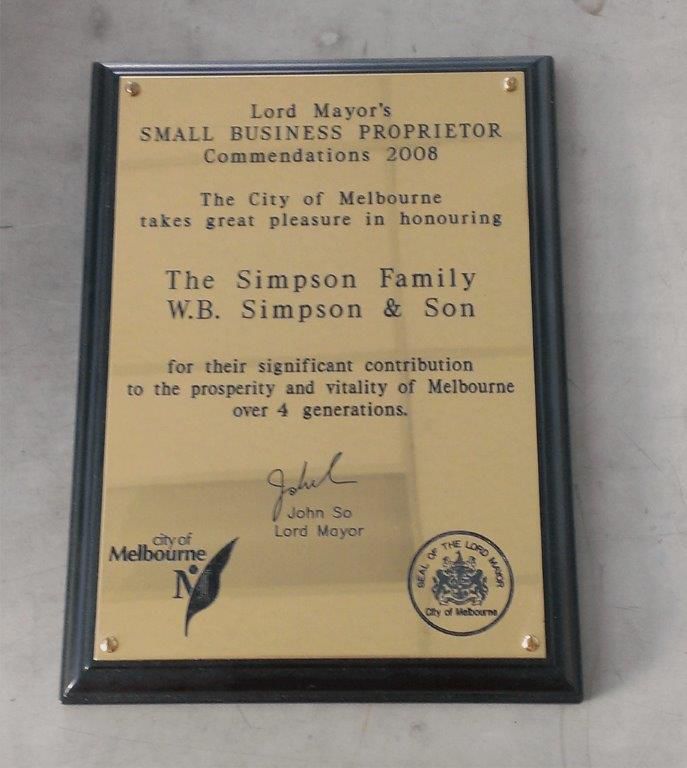 Lord Mayor's
SMALL BUSINESS PROPRIETOR
Commendations 2008
The City of Melbourne
takes great pleasure in honouring
The Simpson Family
W.B. Simpson & Son
for their significant contribution
to the prosperity and vitality of Melbourne
over 4 generations.
John
John So
Lord Mayor
city of
Melbourne
M
SEAL OF THE LORD MAYOR
City of Melbourne